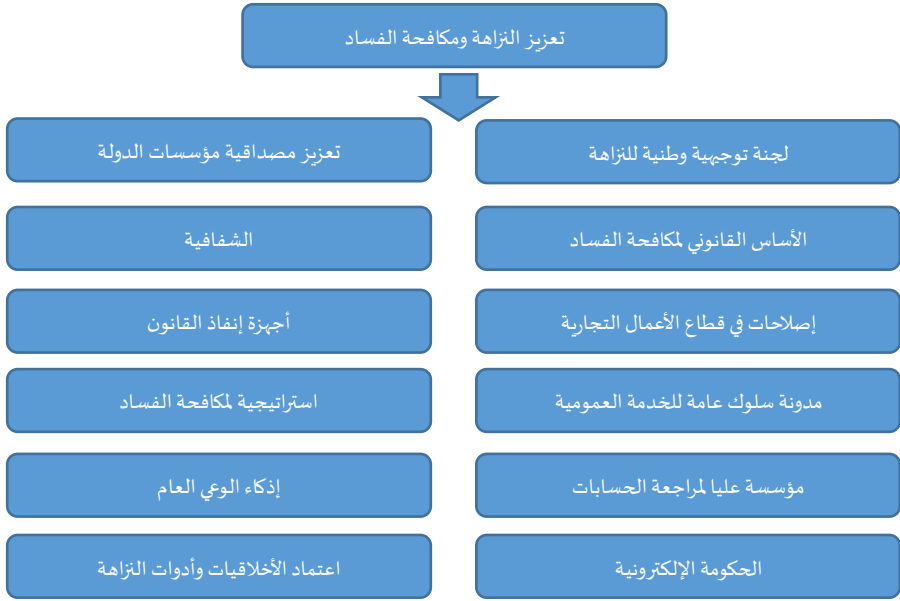 تعزيز النزاهة ومكافحة الفساد
لجنة توجيهية وطنية للنزاهة
تعزيز مصداقية مؤسسات الدولة
الأساس القانوني لمكافحة الفساد
الشفافية
إصلاحات في قطاع الأعمال التجارية
أجهزة إنفاذ القانون
مدونة سلوك عامة للخدمة العمومية
استراتيجية لمكافحة الفساد
مؤسسة عليا لمراجعة الحسابات
إذكاء الوعي العام
الحكومة الإلكترونية
اعتماد الأخلاقيات وأدوات النزاهة